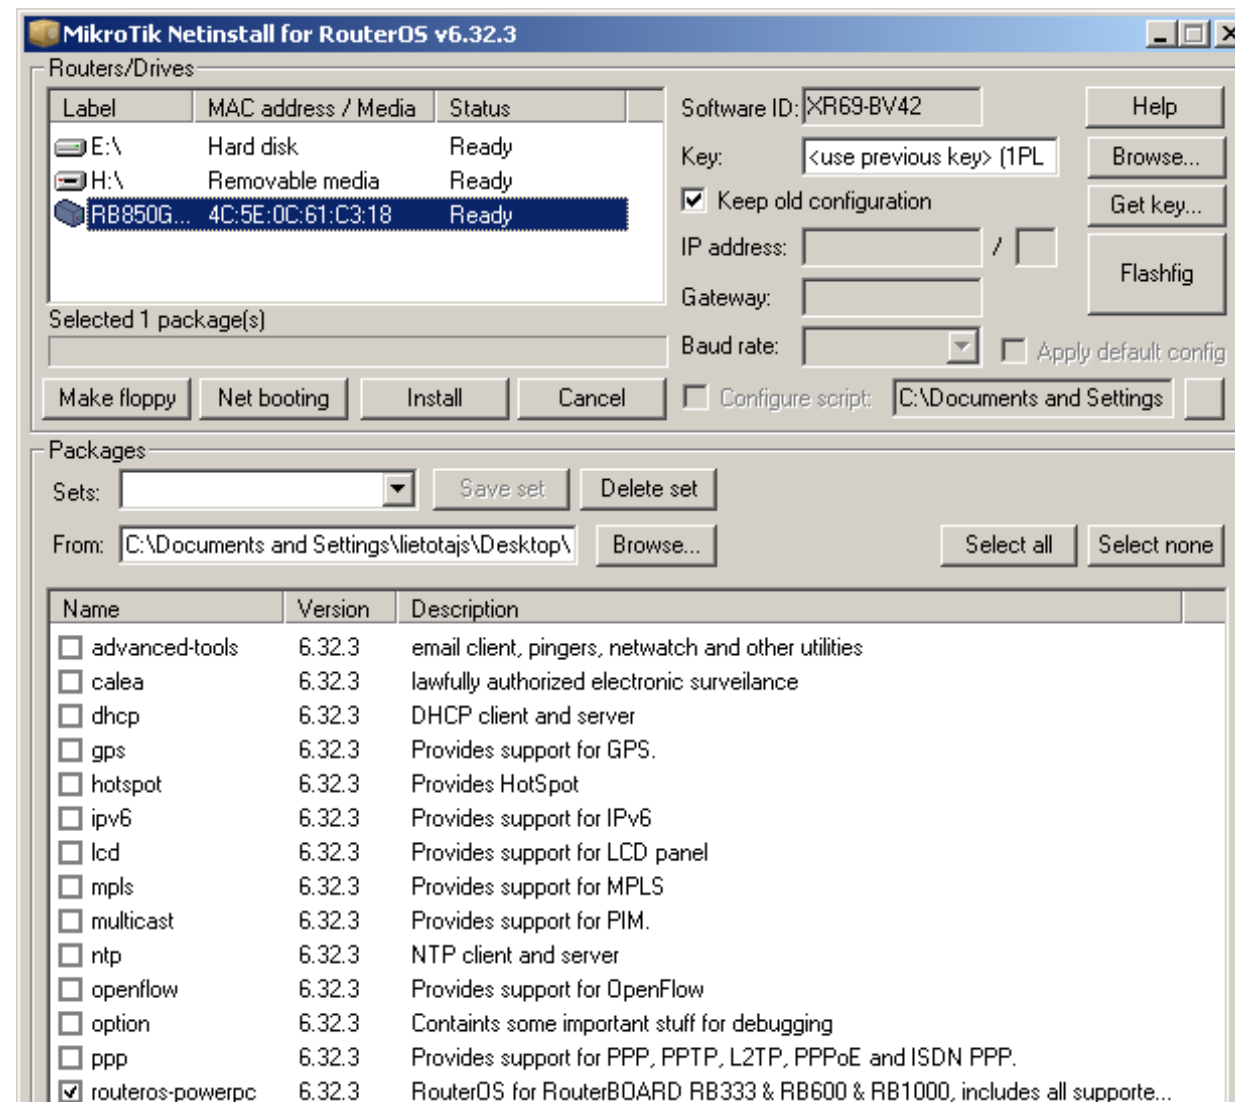 MikroTik Netinstall for RouterOS v6.32.3
Routers/Drives
Label MAC address / Media Status
E:\ Hard disk Ready
H:\ Removable media Ready
RB850G... 4C:5E:0C:61:C3:18 Ready
Selected 1 package(s)
Make floppy Net booting Install Cancel
Software ID: XR69-BV42 Help
Key: <use previous key> (1PL Browse...
Keep old configuration Get key...
IP address: / Flashfig
Gateway:
Baud rate: Apply default config
Configure script: C:\Documents and Settings
Packages
Sets: Save set Delete set
From: C:\Documents and Settings\lietotajs\Desktop\ Browse... Select all Select none
Name Version Description
advanced-tools 6.32.3 email client, pingers, netwatch and other utilities
calea 6.32.3 lawfully authorized electronic surveilance
dhcp 6.32.3 DHCP client and server
gps 6.32.3 Provides support for GPS.
hotspot 6.32.3 Provides HotSpot
ipv6 6.32.3 Provides support for IPv6
lcd 6.32.3 Provides support for LCD panel
mpls 6.32.3 Provides support for MPLS
multicast 6.32.3 Provides support for PIM.
ntp 6.32.3 NTP client and server
openflow 6.32.3 Provides support for OpenFlow
option 6.32.3 Containts some important stuff for debugging
ppp 6.32.3 Provides support for PPP, PPTP, L2TP, PPPoE and ISDN PPP.
routeros-powerpc 6.32.3 RouterOS for RouterBOARD RB333 & RB600 & RB1000, includes all supporte...